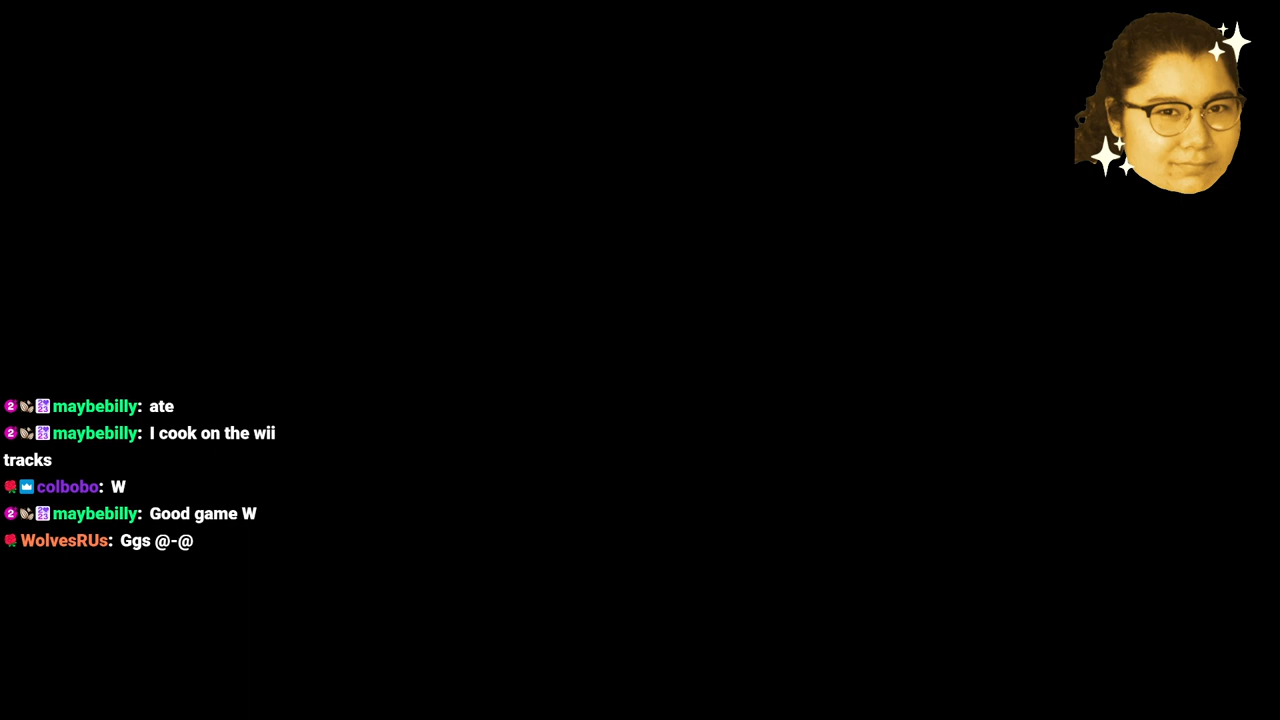 maybebilly: ate
maybebilly: I cook on the wii
tracks
colbobo: W
maybebilly: Good game W
WolvesRUs: Ggs @-@